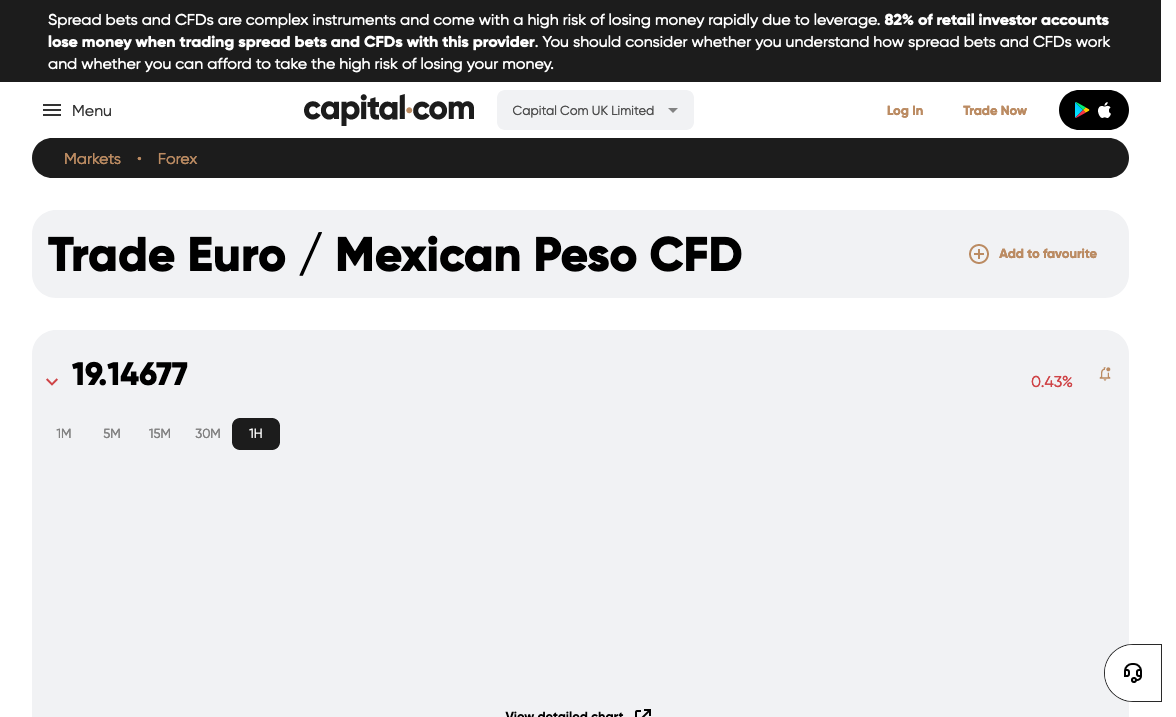 Spread bets and CFDs are complex instruments and come with a high risk of losing money rapidly due to leverage. 82% of retail investor accounts
lose money when trading spread bets and CFDs with this provider. You should consider whether you understand how spread bets and CFDs work
and whether you can afford to take the high risk of losing your money.
Menu
capital.com
Capital Com UK Limited
Log In
Trade Now
Markets • Forex
Trade Euro / Mexican Peso CFD
Add to favourite
19.14677
0.43%
1M 5M 15M 30M 1H
View detailed chart